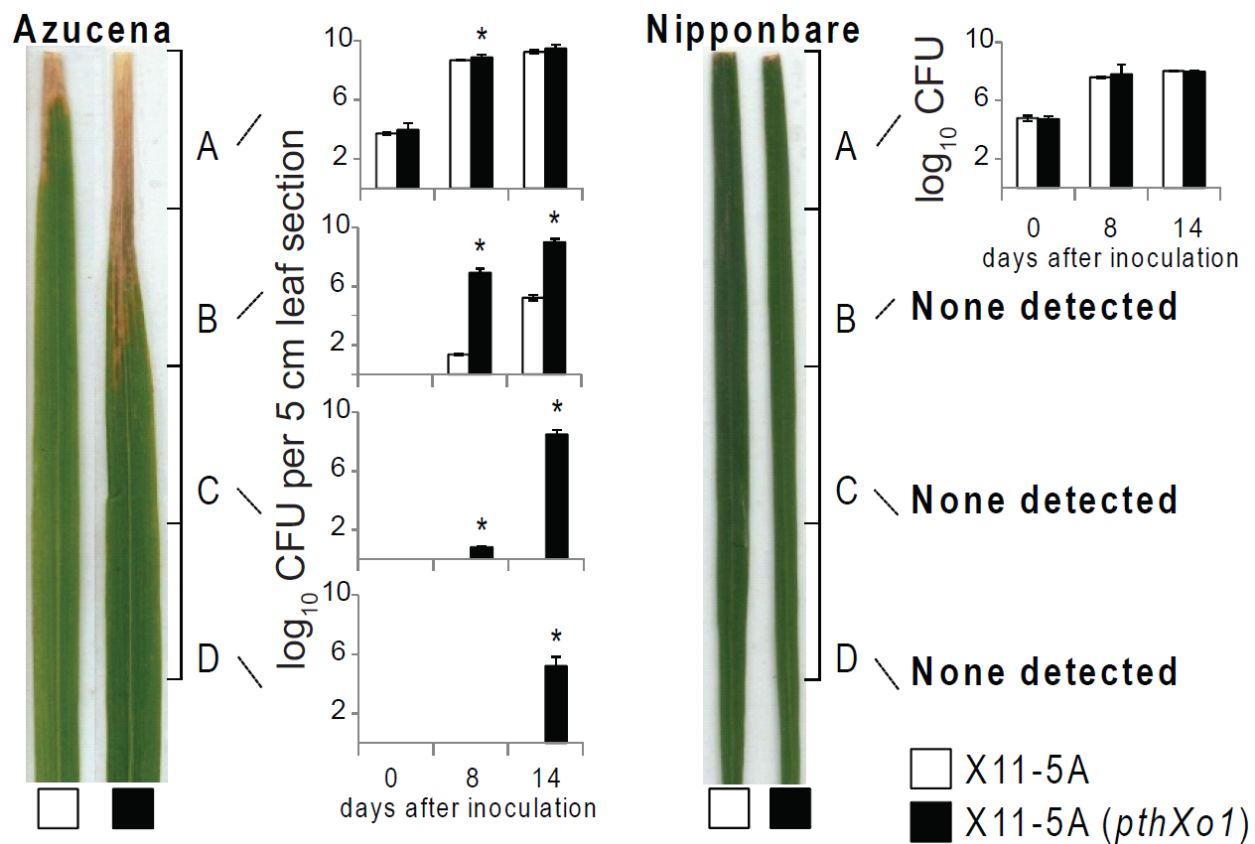 Azucena
A
B
C
D
log10 CFU per 5 cm leaf section
10
6
2
*
10
6
2
* *
10
6
2
* *
10
6
2
*
0 8 14
days after inoculation
Nipponbare
A
B
C
D
log10 CFU
10
6
2
0 8 14
days after inoculation
None detected
None detected
None detected
X11-5A
X11-5A (pthXo1)